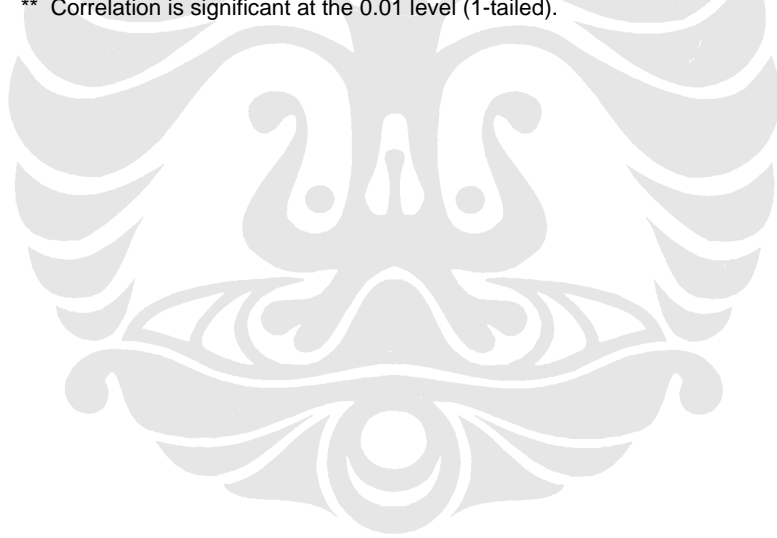 ** Correlation is significant at the 0.01 level (1-tailed).